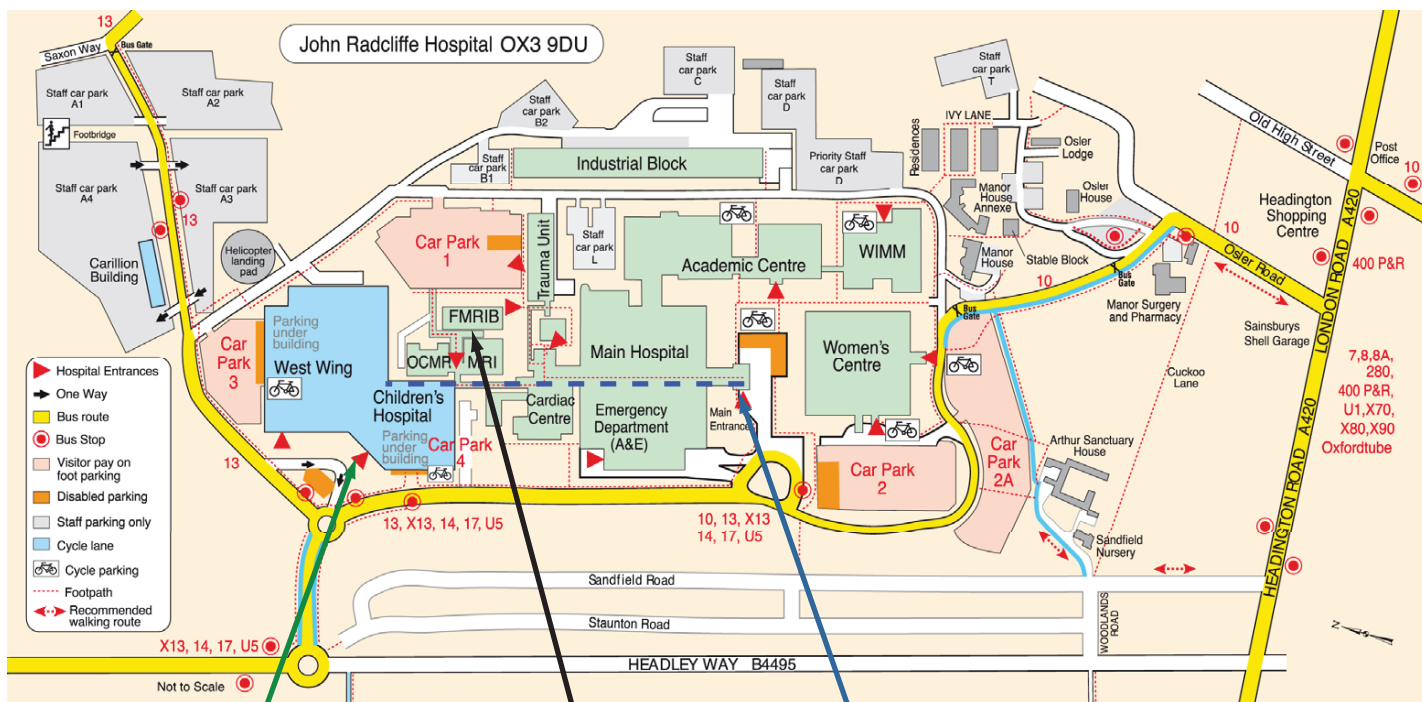 John Radcliffe Hospital OX3 9DU
13
Saxon Way
Bus Gate
Staff car park
A1
Staff car park
A2
Footbridge
Staff car park
A4
Staff car park
A3
13
Carillion
Building
Helicopter
landing
pad
Staff
car park
B2
Staff
car park
B1
Staff
car park
C
Staff
car park
D
Priority Staff
car park
D
Staff
car park
T
Industrial Block
Residences
IVY LANE
Osler
Lodge
Manor
House
Annexe
Osler
House
Manor
House
Stable Block
Old High Street
Post
Office
10
Headington
Shopping
Centre
400 P&R
LONDON ROAD A420
10
Osler Road
Bus
Gate
10
Bus
Gate
Manor Surgery
and Pharmacy
Sainsburys
Shell Garage
Cuckoo
Lane
7,8,8A,
280,
400 P&R,
U1,X70,
X80,X90
Oxfordtube
HEADINGTON ROAD A420
Car Park
1
Trauma Unit
Staff
car park
L
Academic Centre
WIMM
FMRIB
OCMR
MRI
Main Hospital
Women's
Centre
Parking
under
building
West Wing
Car
Park
3
Children's
Hospital
Parking
under
building
Car Park
4
Cardiac
Centre
Emergency
Department
(A&E)
Main
Entrance
Car Park
2
Car
Park
2A
Arthur Sanctuary
House
Sandfield
Nursery
13
13, X13, 14, 17, U5
10, 13, X13
14, 17, U5
Sandfield Road
Staunton Road
WOODLANDS
ROAD
HEADLEY WAY B4495
X13, 14, 17, U5
Not to Scale
N
Hospital Entrances
One Way
Bus route
Bus Stop
Visitor pay on
foot parking
Disabled parking
Staff parking only
Cycle lane
Cycle parking
Footpath
Recommended
walking route